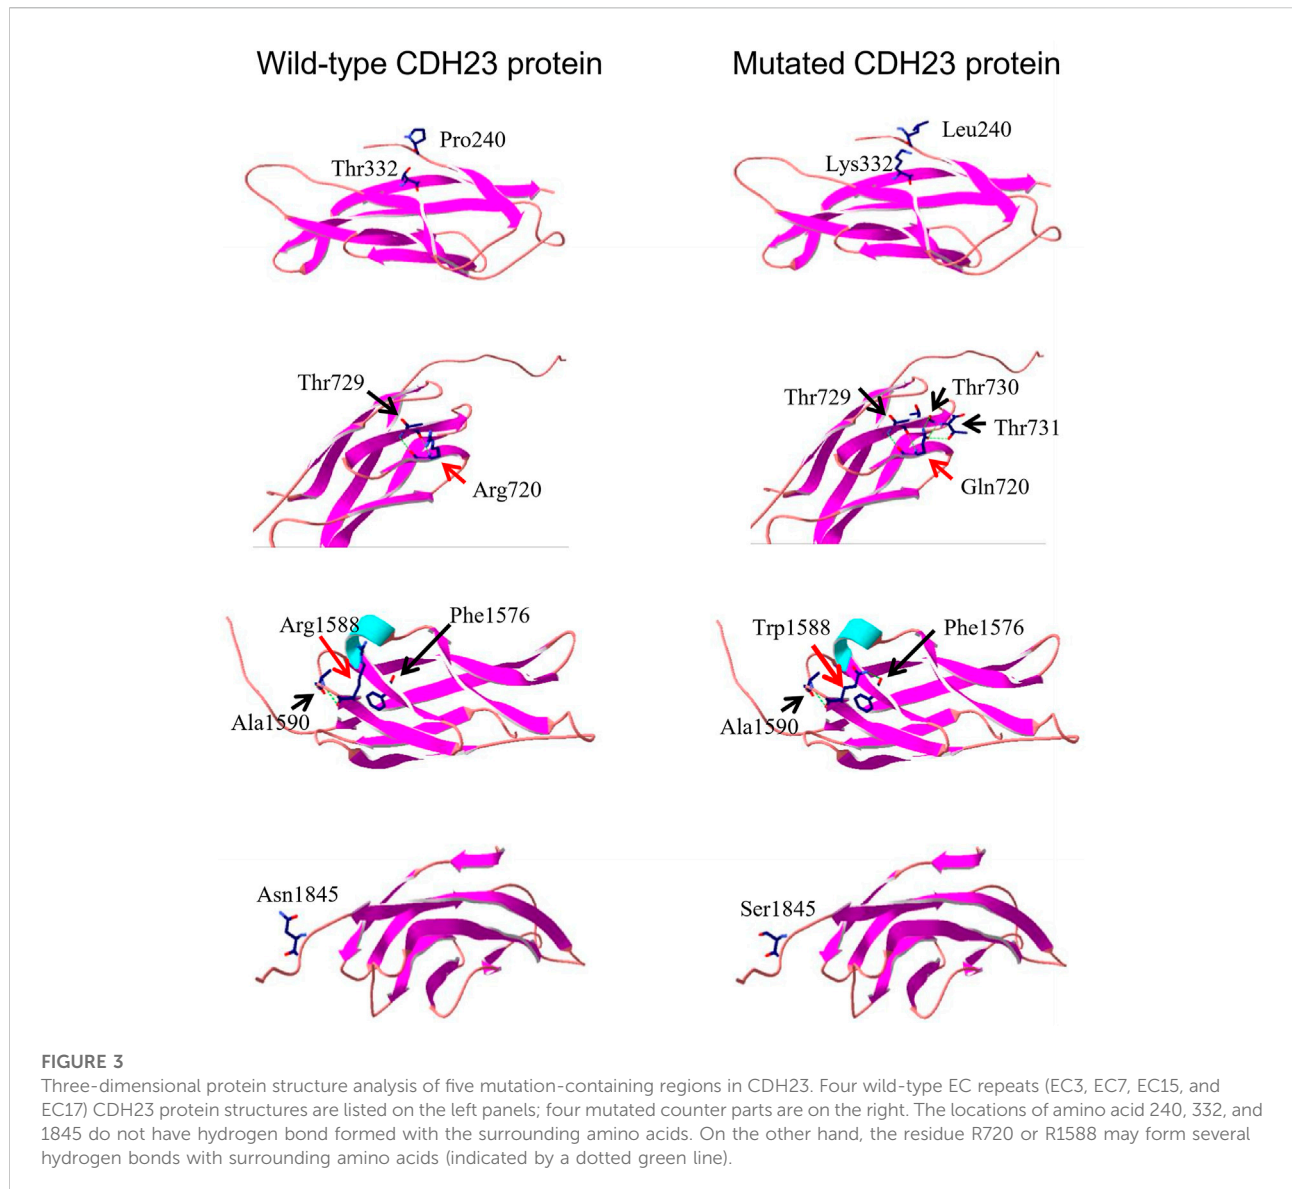 Wild-type CDH23 protein
Mutated CDH23 protein
Pro240
Thr332
Leu240
Lys332
Thr729
Arg720
Thr729
Thr730
Thr731
Gln720
Arg1588
Phe1576
Ala1590
Trp1588
Phe1576
Ala1590
Asn1845
Ser1845
FIGURE 3
Three-dimensional protein structure analysis of five mutation-containing regions in CDH23. Four wild-type EC repeats (EC3, EC7, EC15, and
EC17) CDH23 protein structures are listed on the left panels; four mutated counter parts are on the right. The locations of amino acid 240, 332, and
1845 do not have hydrogen bond formed with the surrounding amino acids. On the other hand, the residue R720 or R1588 may form several
hydrogen bonds with surrounding amino acids (indicated by a dotted green line).